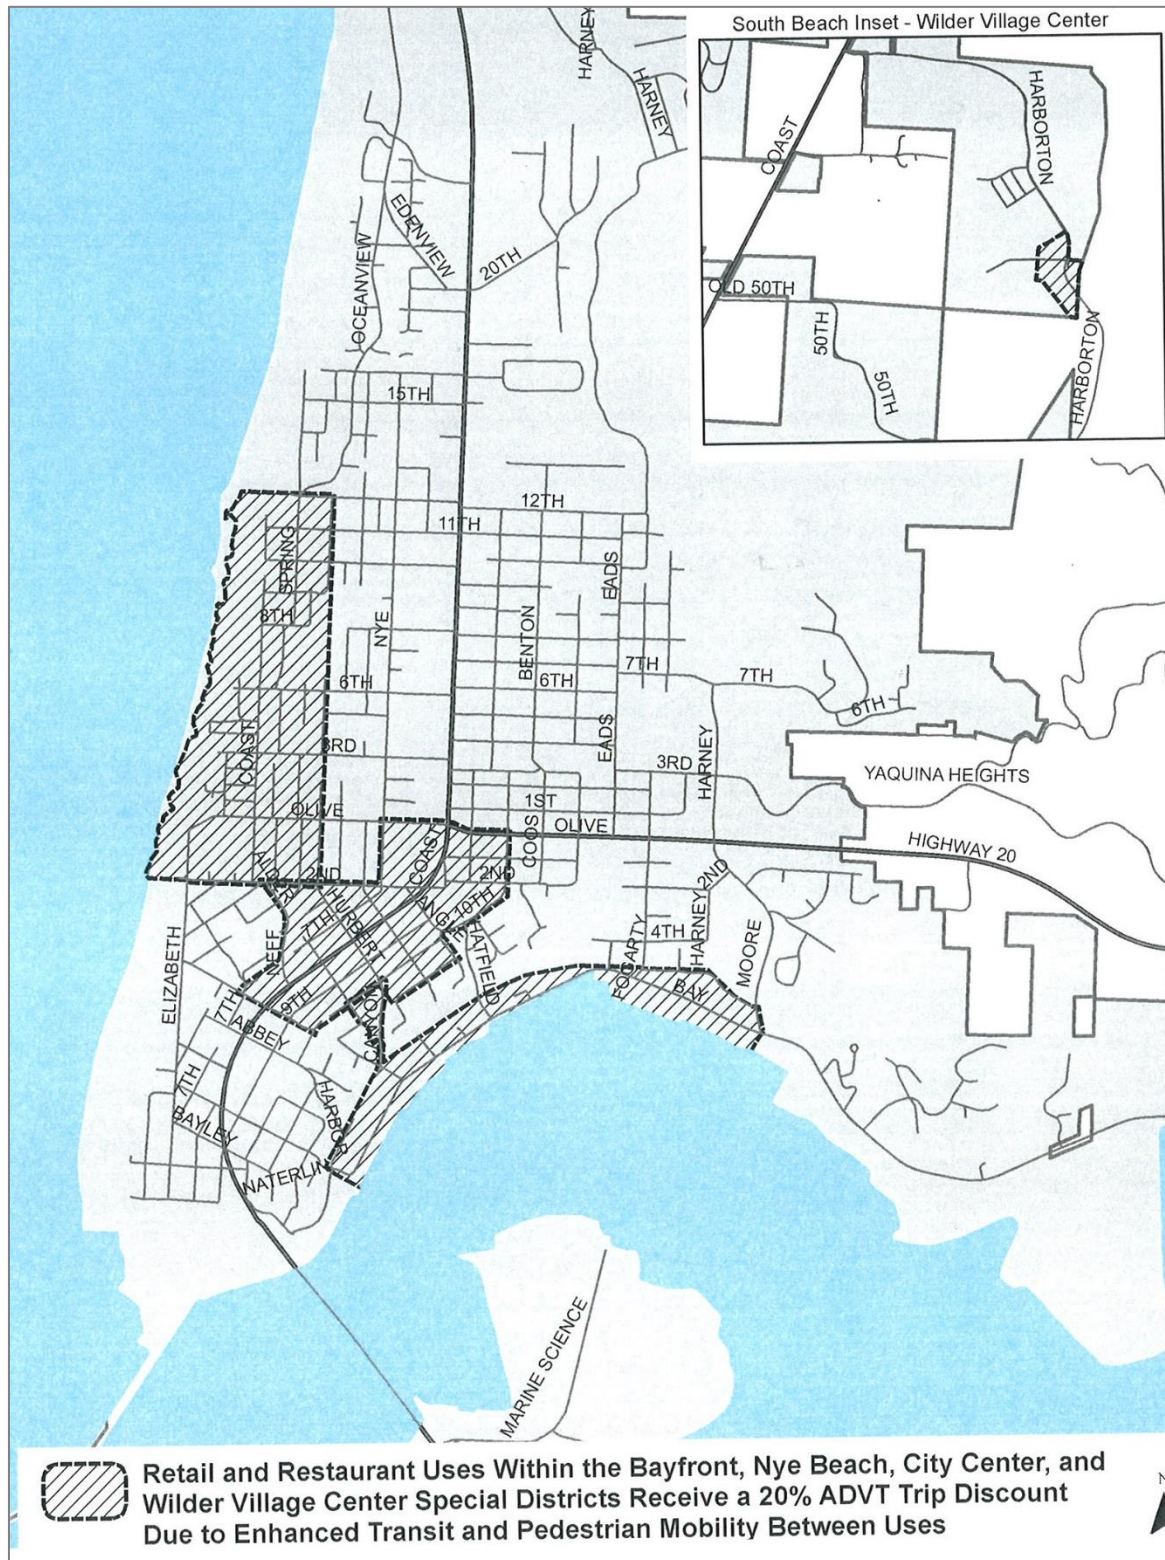 South Beach Inset - Wilder Village Center
HARNEY
HARNEY
HARBORTON
COAST
EDENVIEW
20TH
OCEANVIEW
OLD 50TH
50TH
50TH
HARBORTON
15TH
12TH
11TH
SPRING
EADS
8TH
NYE
BENTON
7TH
7TH
6TH
6TH
6TH
COAST
3RD
EADS
HARNEY
3RD
YAQUINA HEIGHTS
1ST
OLIVE
OLIVE
COOS
HIGHWAY 20
COAST
2ND
2ND
2ND
10TH
HURBERT
7TH
NEFF
ELIZABETH
HATFIELD
FOGARTY
4TH
HARNEY
MOORE
BAY
7TH
9TH
ABBEY
CANYON
7TH
HARBOR
BAYLEY
NATERLIN
MARINE SCIENCE
Retail and Restaurant Uses Within the Bayfront, Nye Beach, City Center, and
Wilder Village Center Special Districts Receive a 20% ADVT Trip Discount
Due to Enhanced Transit and Pedestrian Mobility Between Uses